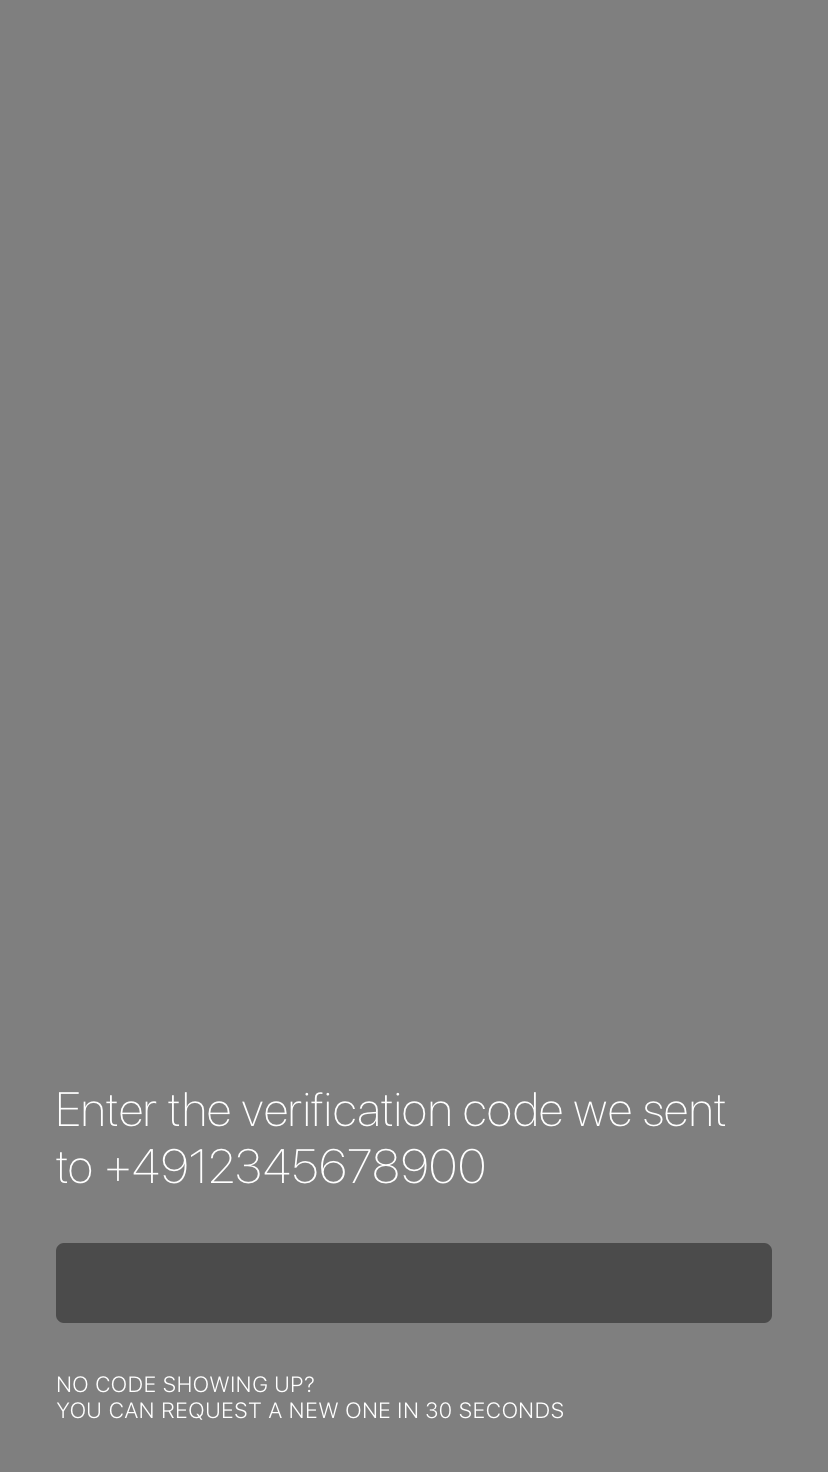 Enter the verification code we sent
to +4912345678900
NO CODE SHOWING UP?
YOU CAN REQUEST A NEW ONE IN 30 SECONDS